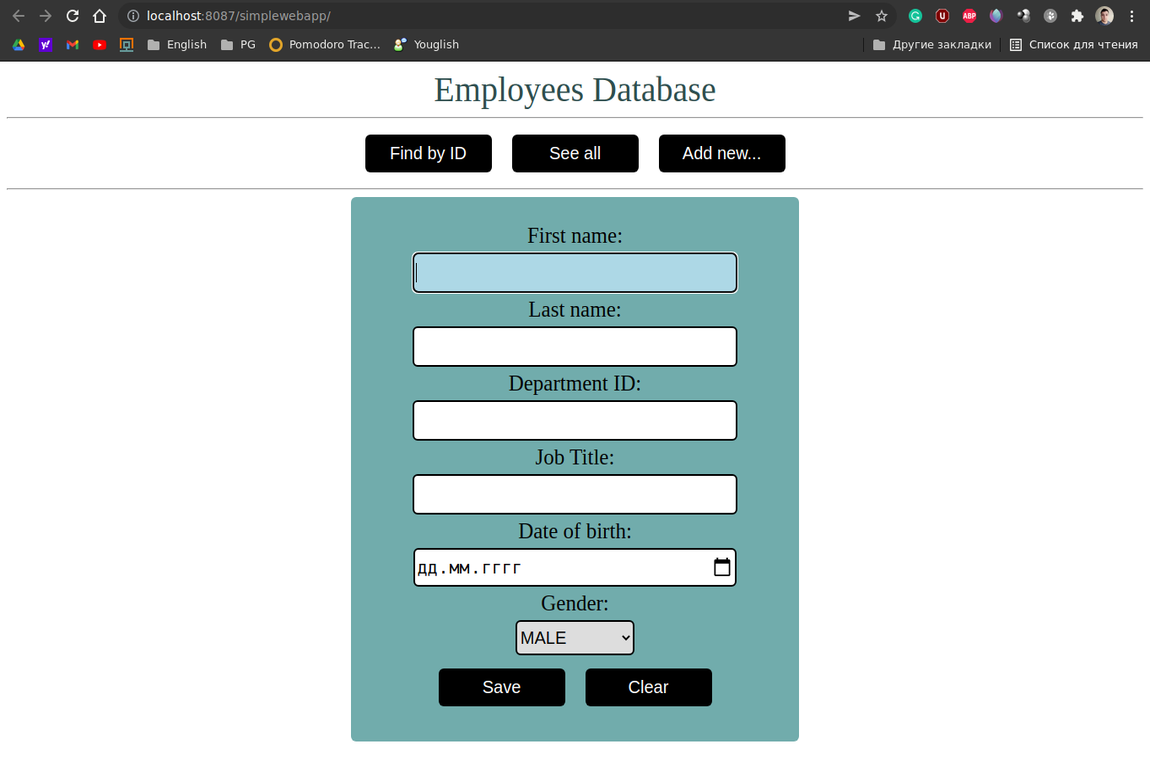 localhost:8087/simplewebapp/
English PG Pomodoro Trac... Youglish Другие закладки Список для чтения
Employees Database
Find by ID See all Add new...
First name:
Last name:
Department ID:
Job Title:
Date of birth:
дд.мм.гггг
Gender:
MALE
Save Clear